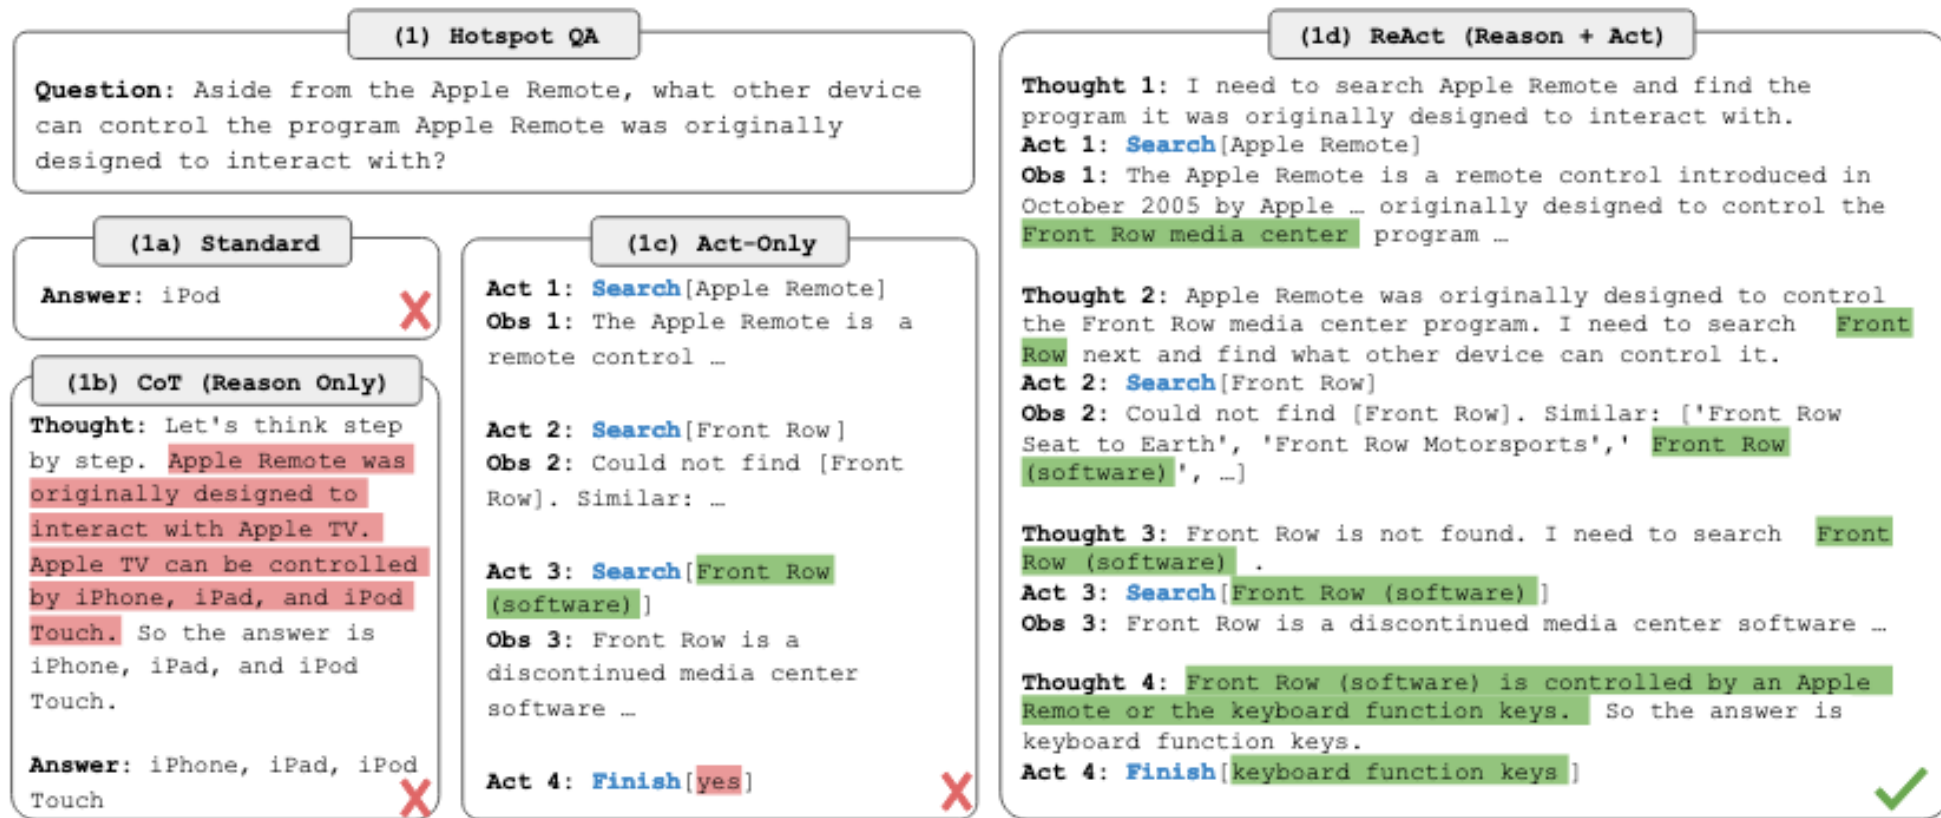 (1) Hotspot QA
Question: Aside from the Apple Remote, what other device
can control the program Apple Remote was originally
designed to interact with?
(1a) Standard
Answer: iPod
(1b) CoT (Reason Only)
Thought: Let's think step
by step. Apple Remote was
originally designed to
interact with Apple TV.
Apple TV can be controlled
by iPhone, iPad, and iPod
Touch. So the answer is
iPhone, iPad, and iPod
Touch.
Answer: iPhone, iPad, iPod
Touch
(1c) Act-Only
Act 1: Search[Apple Remote]
Obs 1: The Apple Remote is a
remote control …
Act 2: Search[Front Row]
Obs 2: Could not find [Front
Row]. Similar: …
Act 3: Search[Front Row
(software)]
Obs 3: Front Row is a
discontinued media center
software …
Act 4: Finish[yes]
(1d) ReAct (Reason + Act)
Thought 1: I need to search Apple Remote and find the
program it was originally designed to interact with.
Act 1: Search[Apple Remote]
Obs 1: The Apple Remote is a remote control introduced in
October 2005 by Apple … originally designed to control the
Front Row media center program …
Thought 2: Apple Remote was originally designed to control
the Front Row media center program. I need to search Front
Row next and find what other device can control it.
Act 2: Search[Front Row]
Obs 2: Could not find [Front Row]. Similar: ['Front Row
Seat to Earth', 'Front Row Motorsports',' Front Row
(software)', …]
Thought 3: Front Row is not found. I need to search Front
Row (software) .
Act 3: Search[Front Row (software)]
Obs 3: Front Row is a discontinued media center software …
Thought 4: Front Row (software) is controlled by an Apple
Remote or the keyboard function keys. So the answer is
keyboard function keys.
Act 4: Finish[keyboard function keys]